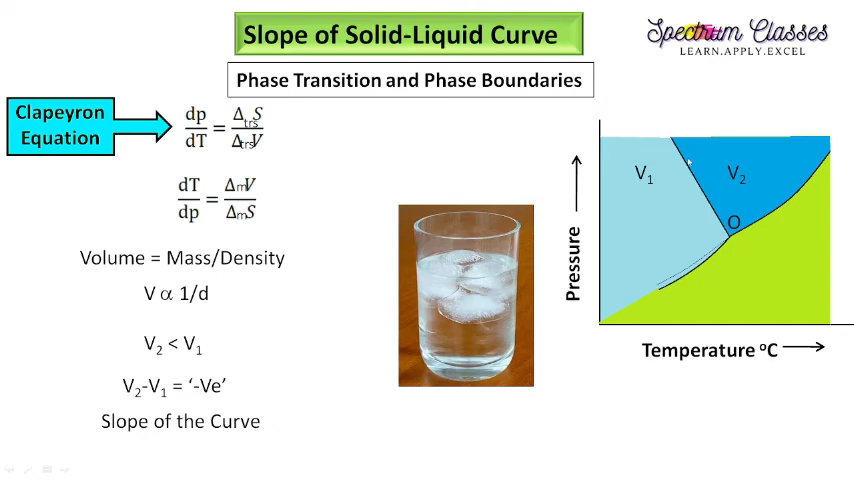 Slope of Solid-Liquid Curve
Spectrum Classes
LEARN.APPLY.EXCEL
Phase Transition and Phase Boundaries
Clapeyron
Equation
dp/dT = ΔtrsS/ΔtrsV
dT/dp = ΔmV/ΔmS
Volume = Mass/Density
V ∝ 1/d
V₂ < V₁
V₂-V₁ = ‘-Ve’
Slope of the Curve
V₁
V₂
O
Pressure
Temperature ºC